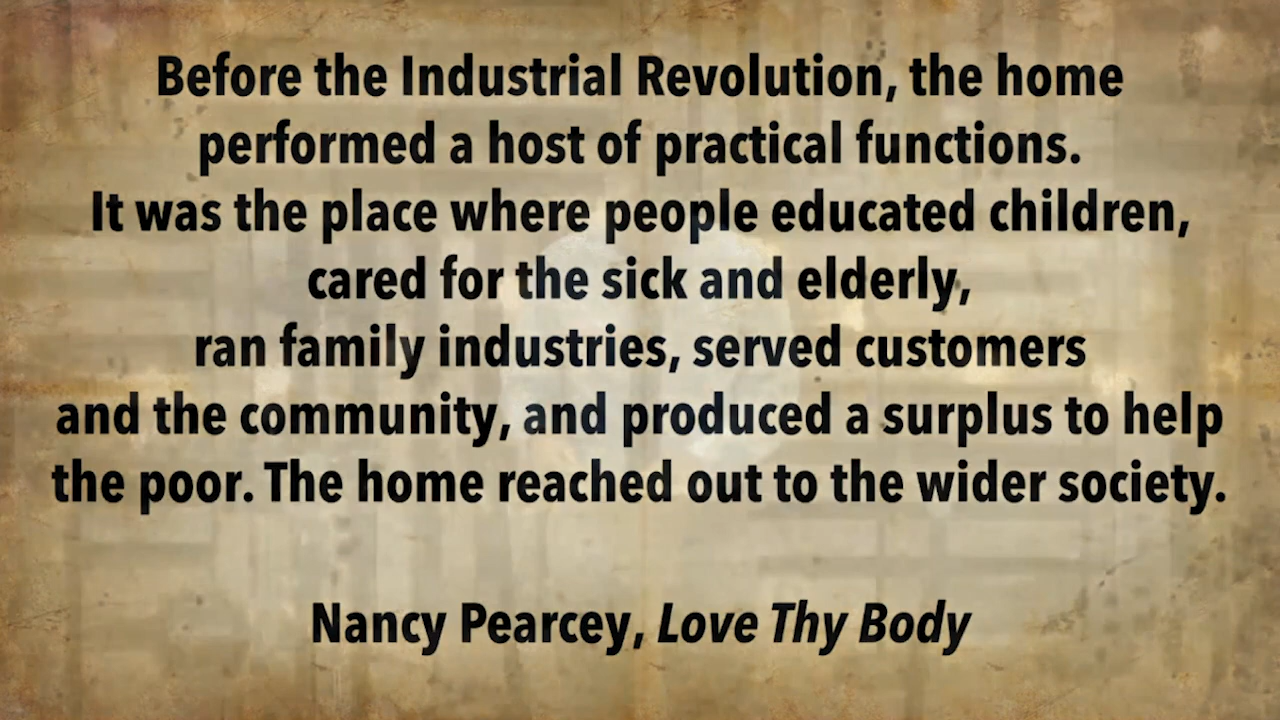 Before the Industrial Revolution, the home
performed a host of practical functions.
It was the place where people educated children,
cared for the sick and elderly,
ran family industries, served customers
and the community, and produced a surplus to help
the poor. The home reached out to the wider society.
Nancy Pearcey, Love Thy Body